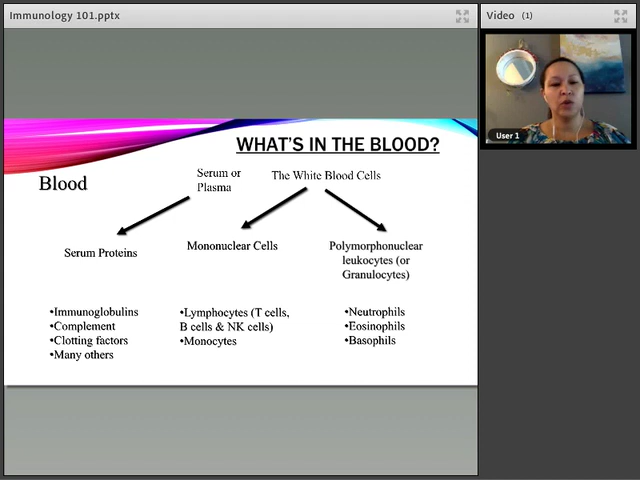 Immunology 101.pptx
Video (1)
User 1
WHAT'S IN THE BLOOD?
Blood
Serum or
Plasma
The White Blood Cells
Serum Proteins
Mononuclear Cells
Polymorphonuclear
leukocytes (or
Granulocytes)
•Immunoglobulins
•Complement
•Clotting factors
•Many others
•Lymphocytes (T cells,
B cells & NK cells)
•Monocytes
•Neutrophils
•Eosinophils
•Basophils